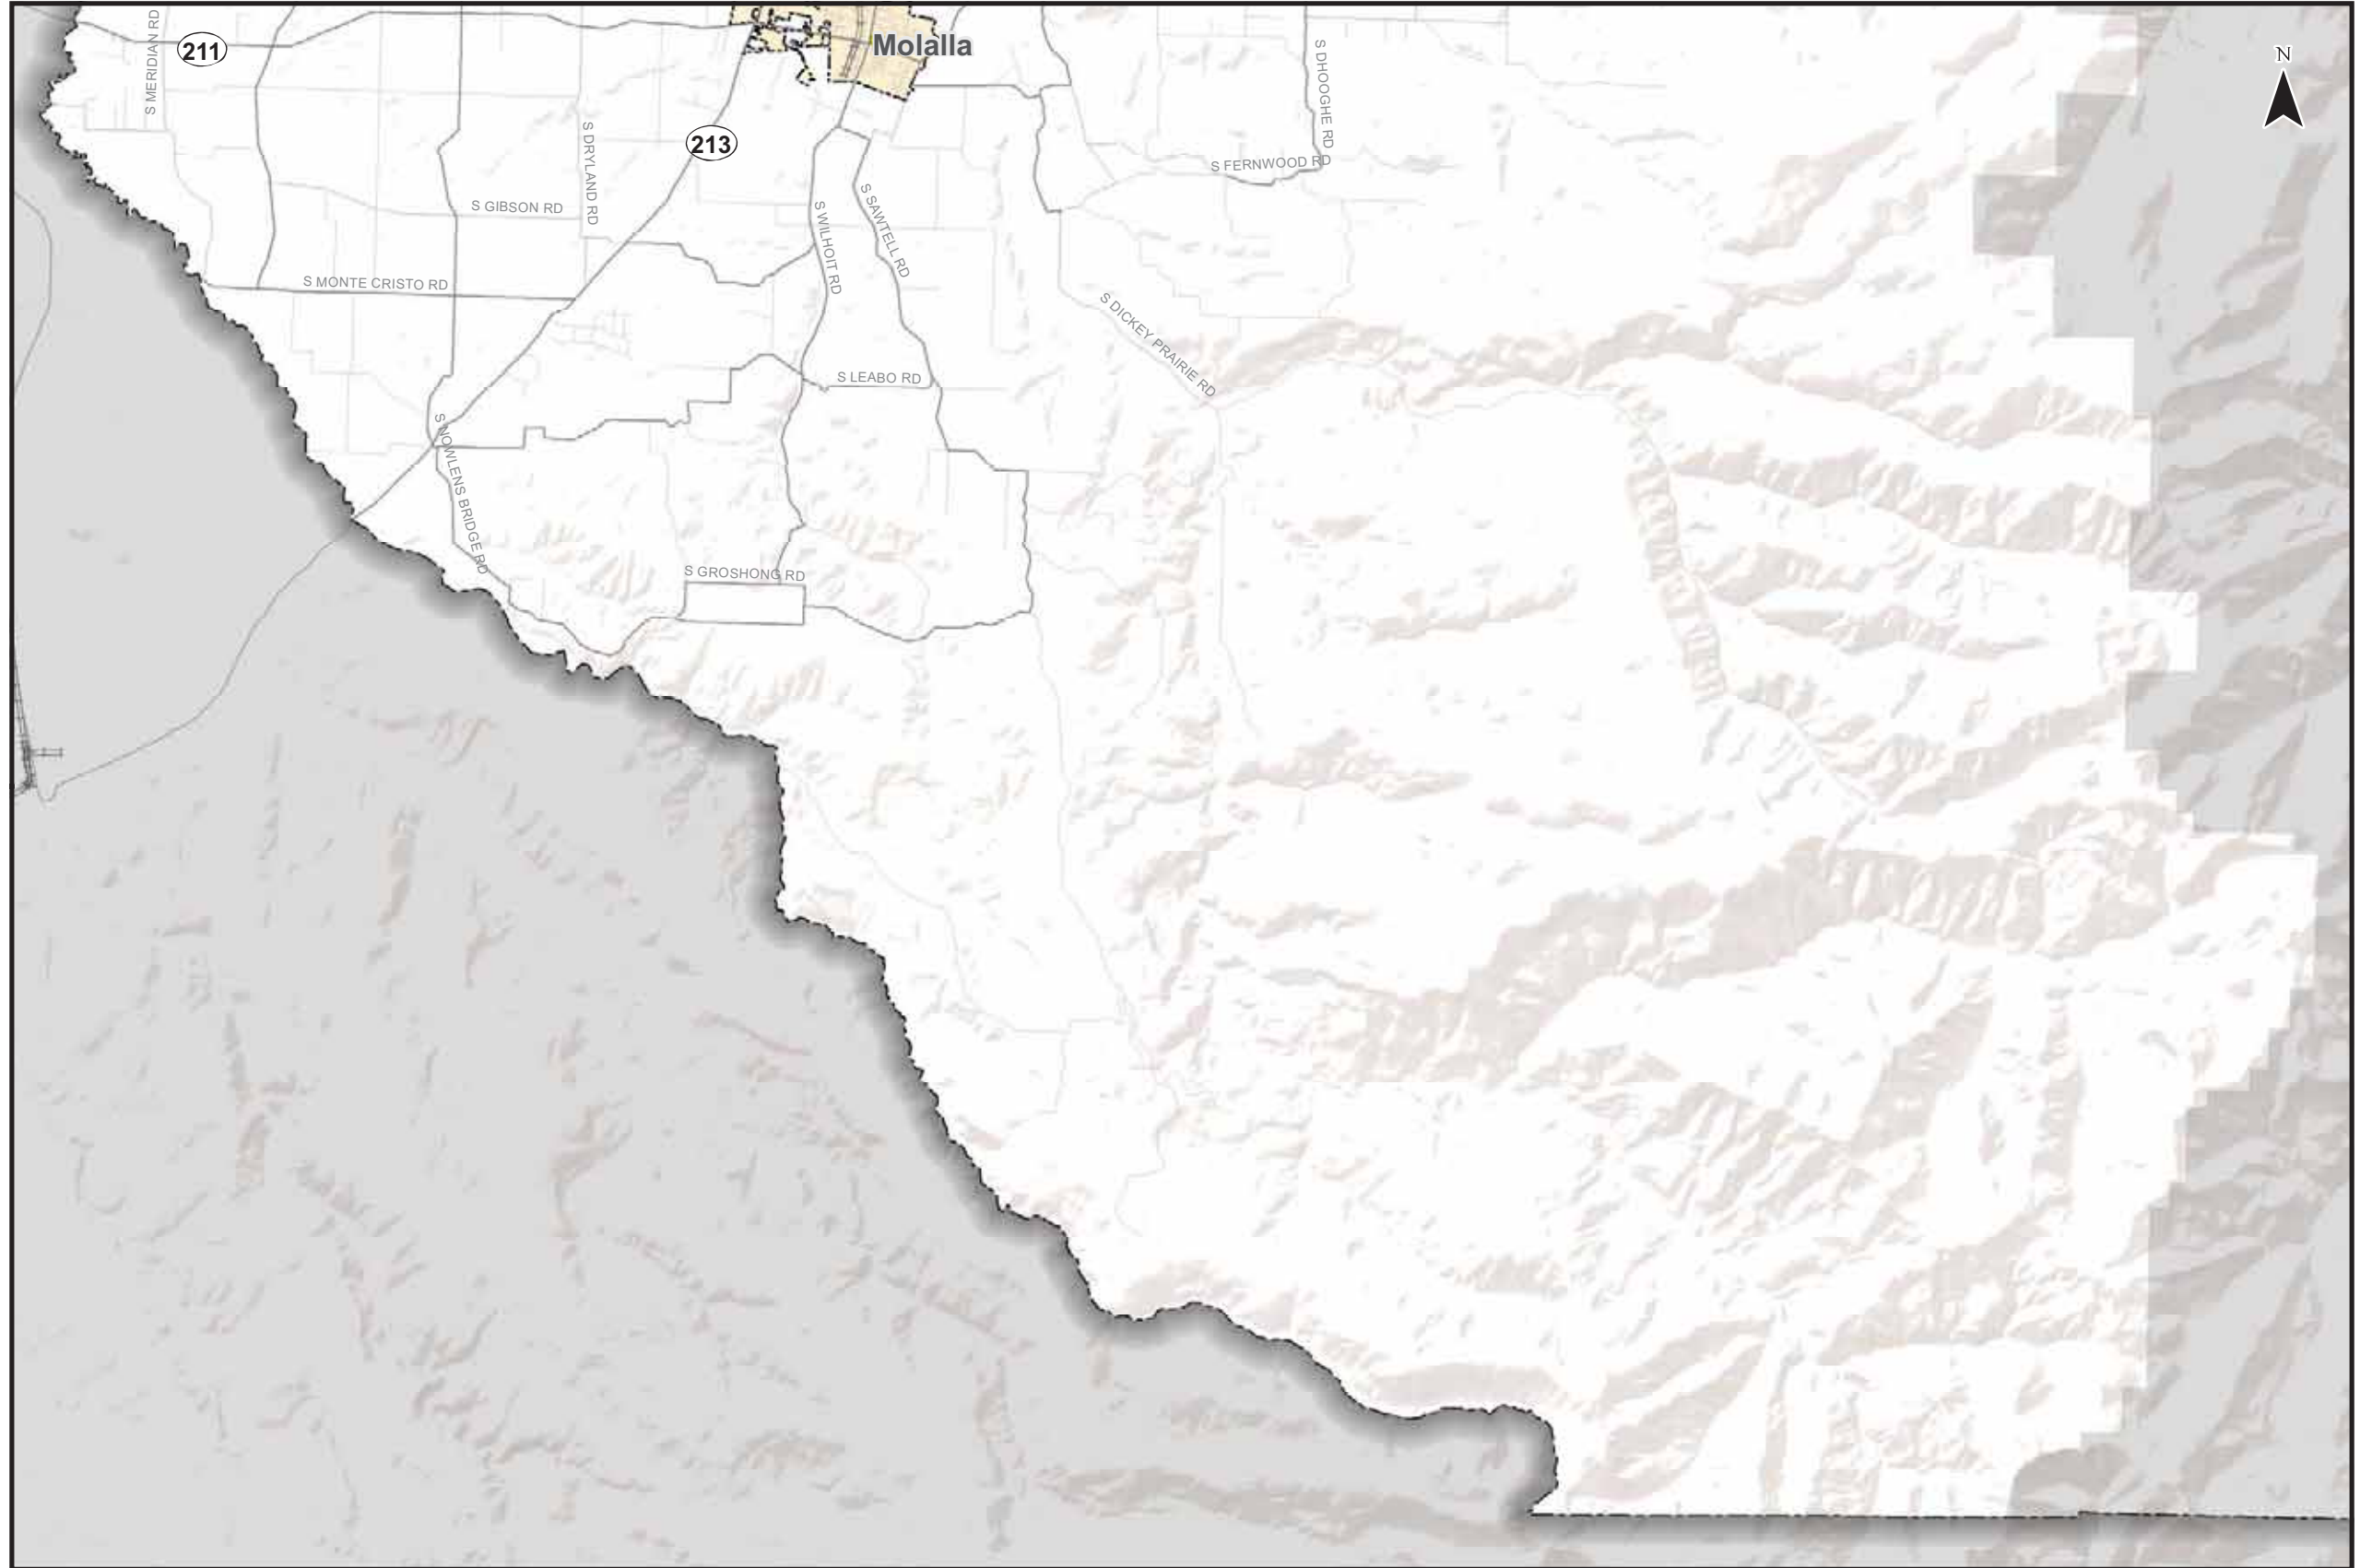 S MERIDIAN RD
211
Molalla
N
S DHOOGHE RD
213
S DRYLAND RD
S FERNWOOD RD
S GIBSON RD
S WILHOIT RD
S SAWTELL RD
S MONTE CRISTO RD
S DICKEY PRAIRIE RD
S LEABO RD
S NOWLENS BRIDGE RD
S GROSHONG RD